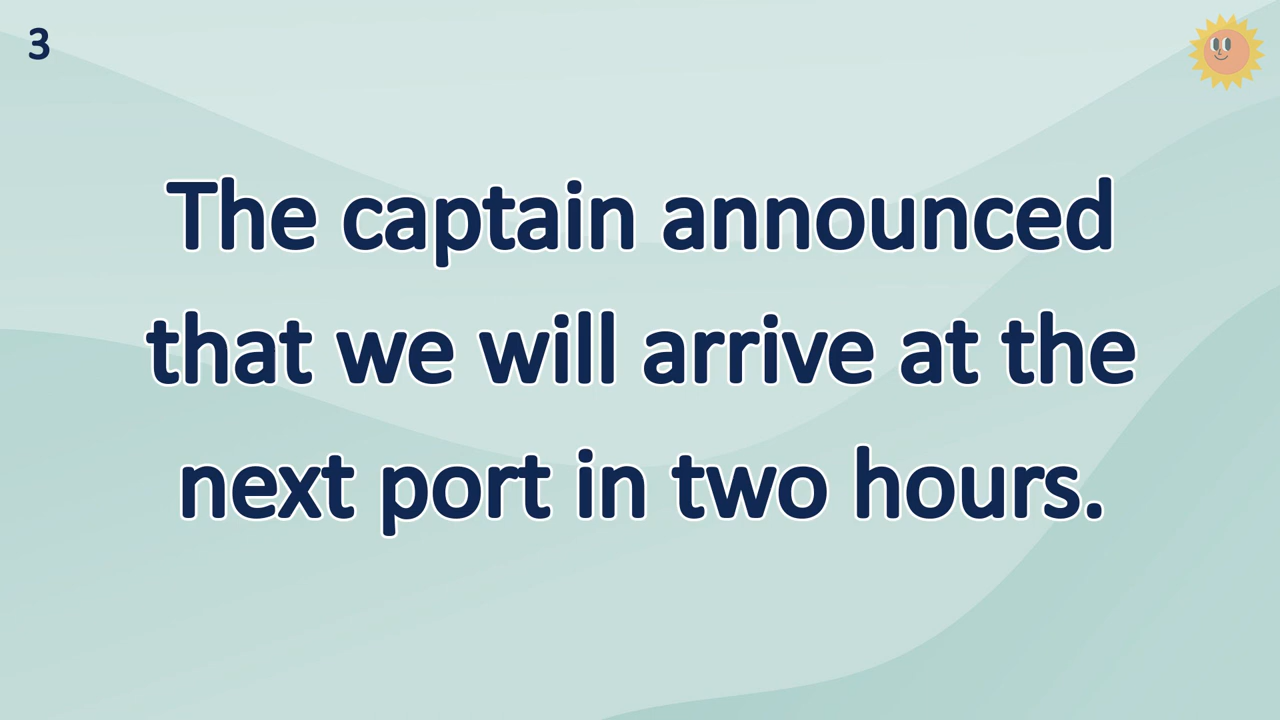 3
The captain announced
that we will arrive at the
next port in two hours.